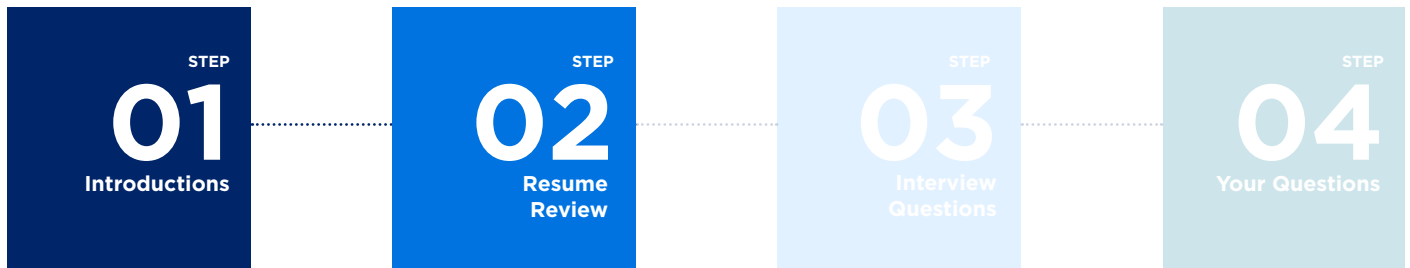 STEP
01
Introductions
STEP
02
Resume
Review
STEP
03
Interview
Questions
STEP
04
Your Questions